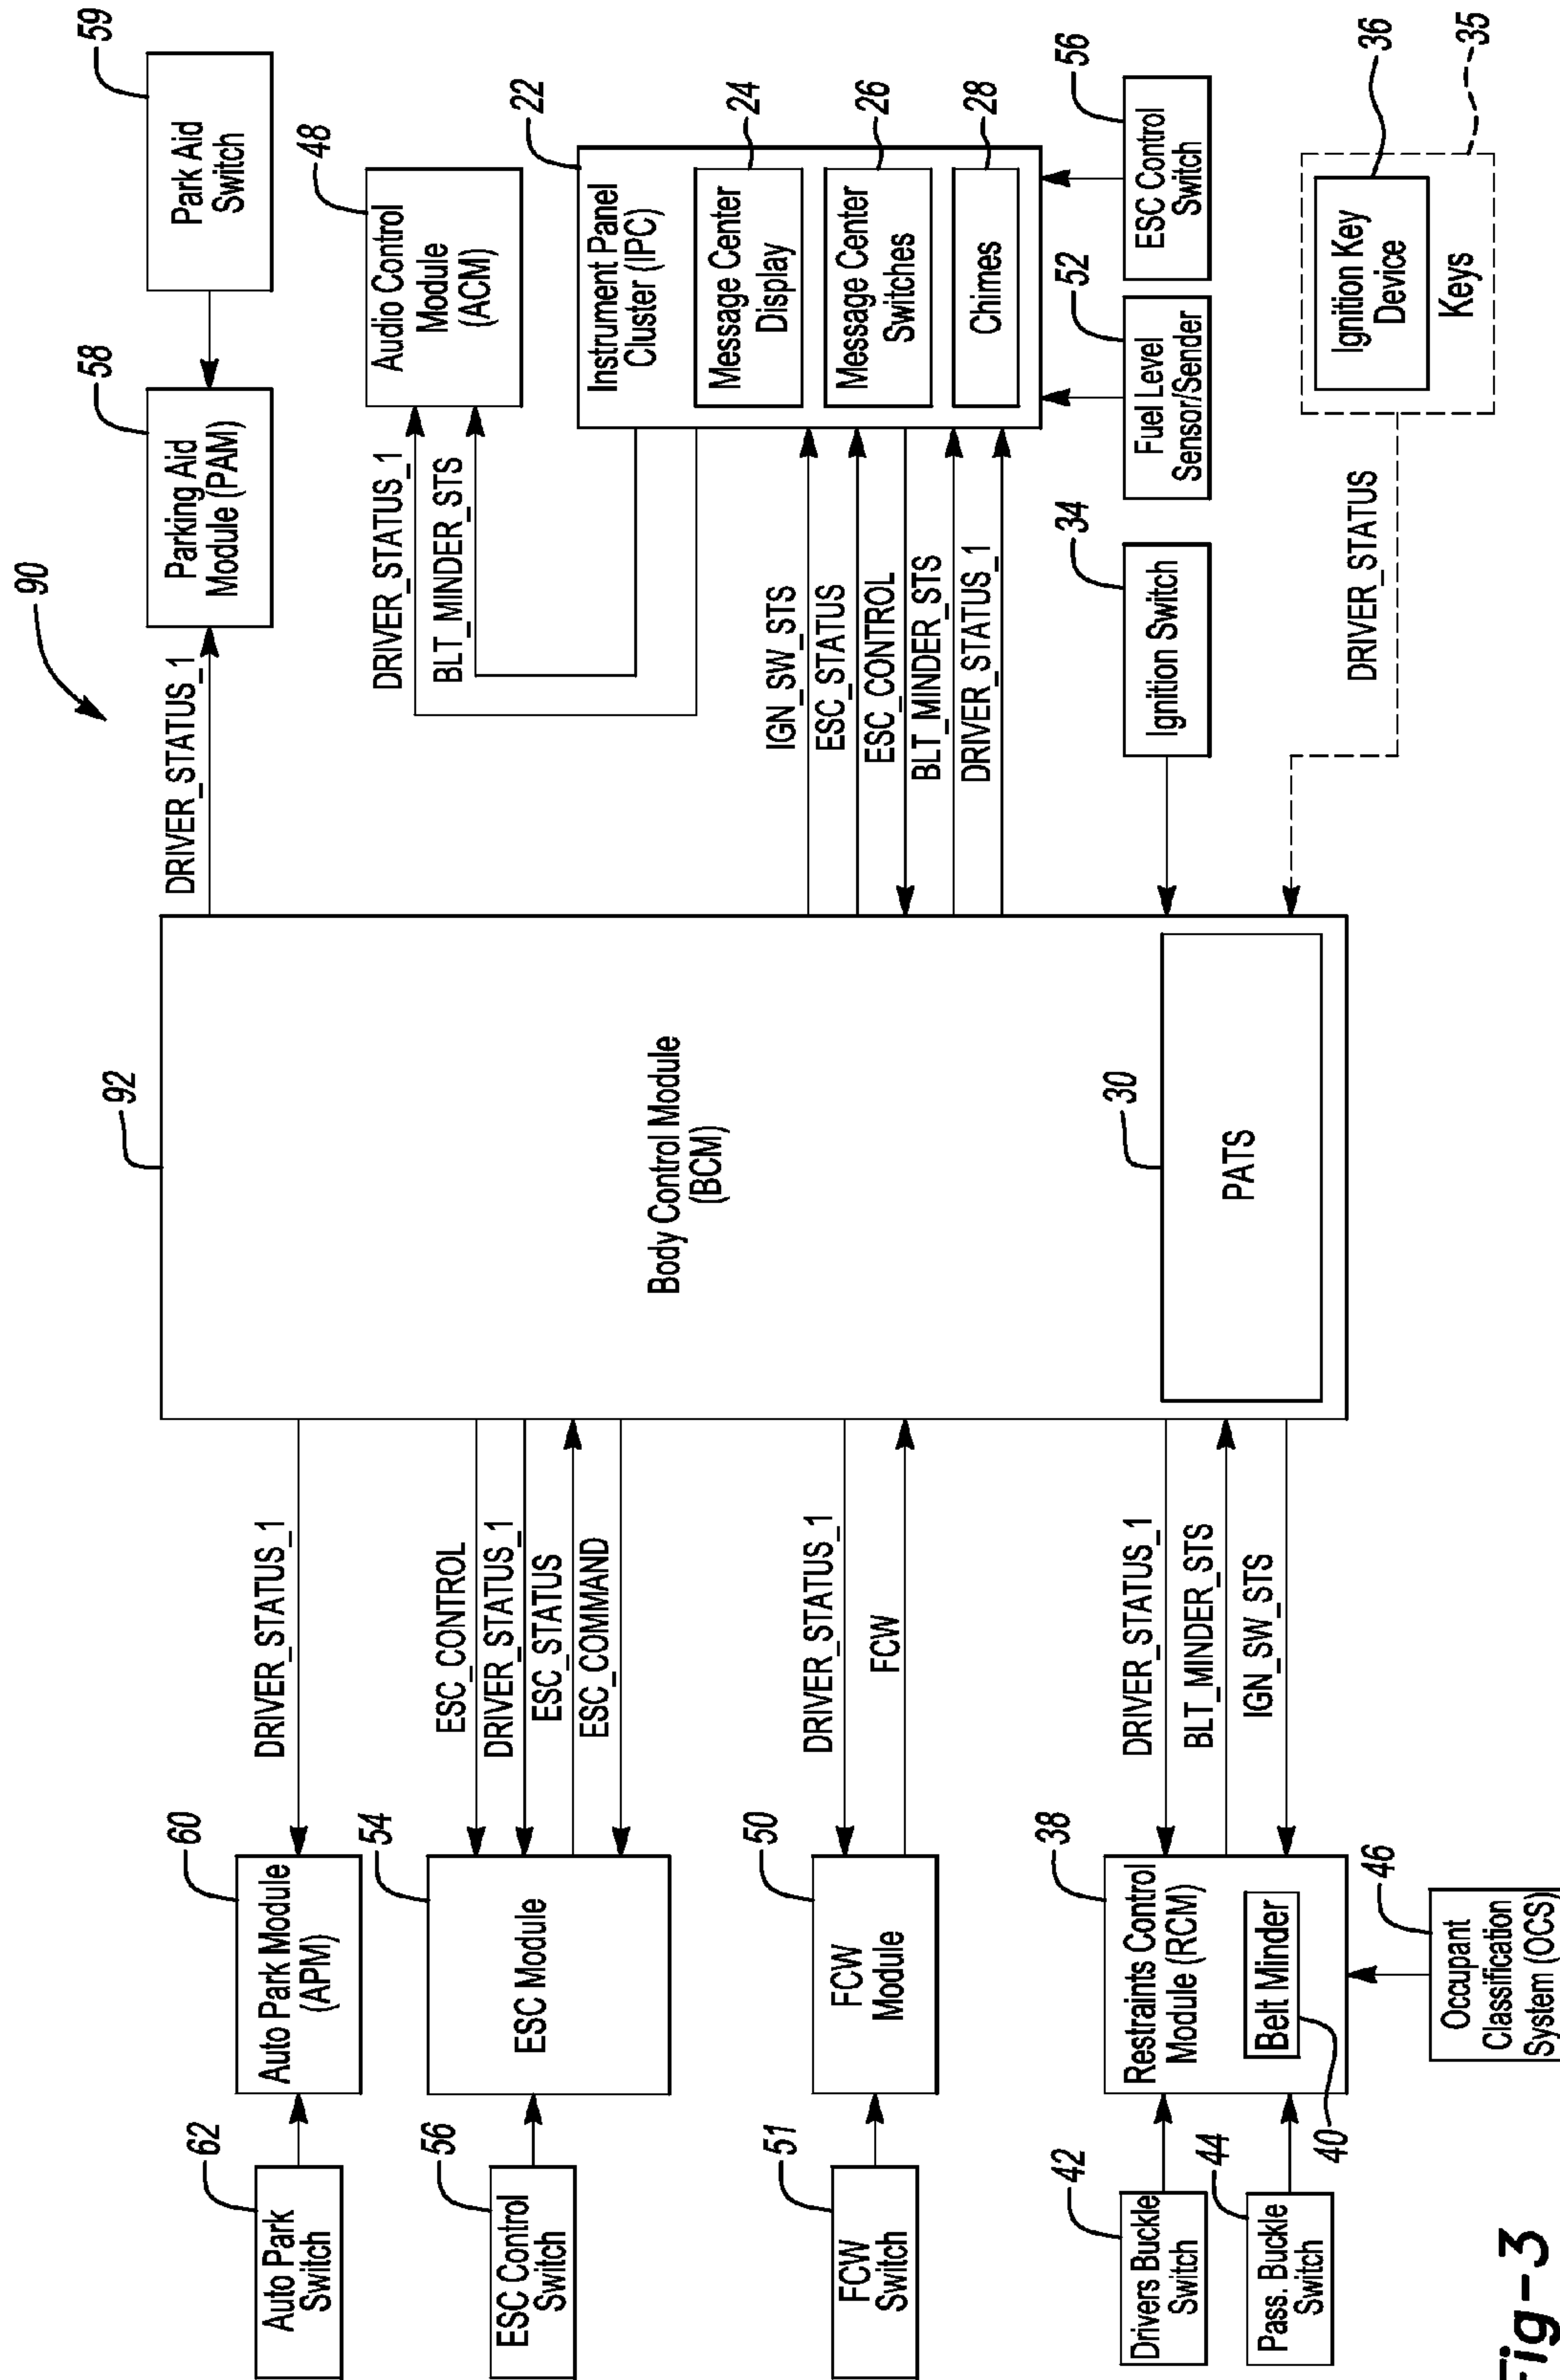 90
62
Auto Park
Switch
60
Auto Park Module
(APM)
DRIVER_STATUS_1
92
Body Control Module
(BCM)
30
PATS
DRIVER_STATUS_1
58
Parking Aid
Module (PAM)
59
Park Aid
Switch
56
ESC Control
Switch
54
ESC Module
ESC_CONTROL
DRIVER_STATUS_1
ESC_STATUS
ESC_COMMAND
51
FCW
Switch
50
FCW
Module
DRIVER_STATUS_1
FCW
42
Drivers Buckle
Switch
44
Pass. Buckle
Switch
38
Restraints Control
Module (RCM)
Belt Minder
40
46
Occupant
Classification
System (OCS)
DRIVER_STATUS_1
BLT_MINDER_STS
IGN_SW_STS
DRIVER_STATUS_1
BLT_MINDER_STS
48
Audio Control
Module
(ACM)
22
Instrument Panel
Cluster (IPC)
24
Message Center
Display
26
Message Center
Switches
28
Chimes
IGN_SW_STS
ESC_STATUS
ESC_CONTROL
BLT_MINDER_STS
DRIVER_STATUS_1
34
Ignition Switch
52
Fuel Level
Sensor/Sender
56
ESC Control
Switch
DRIVER_STATUS
36
Ignition Key
Device
Keys
35
Fig-3